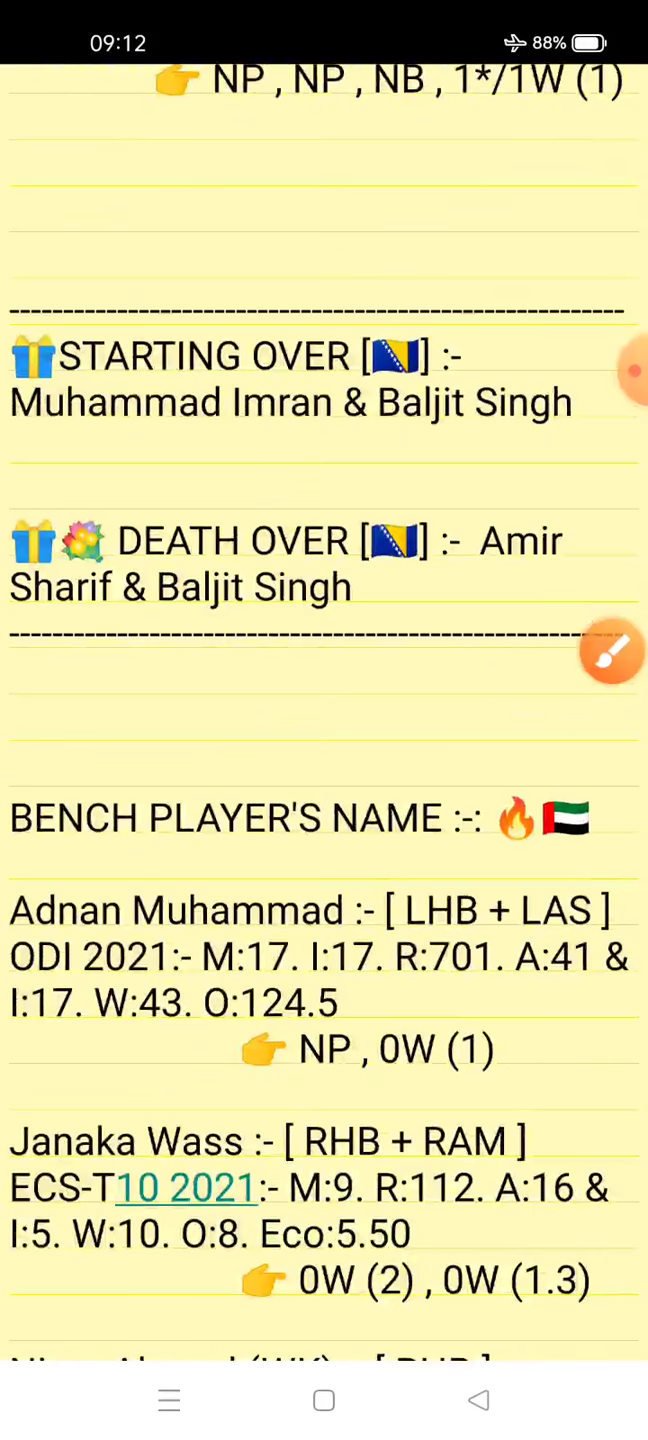 09:12
88%
👉 NP , NP , NB , 1*/1W (1)
----------------------------------------------------------
🎁STARTING OVER [🇧🇦] :-
Muhammad Imran & Baljit Singh
🎁💐 DEATH OVER [🇧🇦] :- Amir
Sharif & Baljit Singh
----------------------------------------------------------
BENCH PLAYER'S NAME :-: 🔥🇦🇪
Adnan Muhammad :- [ LHB + LAS ]
ODI 2021:- M:17. I:17. R:701. A:41 &
I:17. W:43. O:124.5
👉 NP , 0W (1)
Janaka Wass :- [ RHB + RAM ]
ECS-T10 2021:- M:9. R:112. A:16 &
I:5. W:10. O:8. Eco:5.50
👉 0W (2) , 0W (1.3)